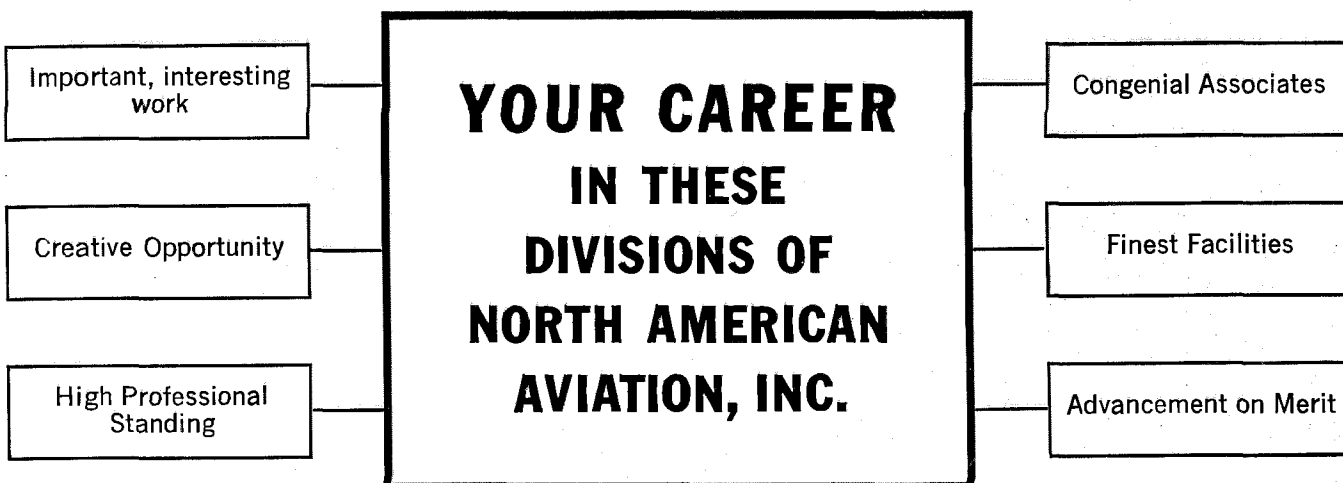 Important, interesting
work
Creative Opportunity
High Professional
Standing
YOUR CAREER
IN THESE
DIVISIONS OF
NORTH AMERICAN
AVIATION, INC.
Congenial Associates
Finest Facilities
Advancement on Merit